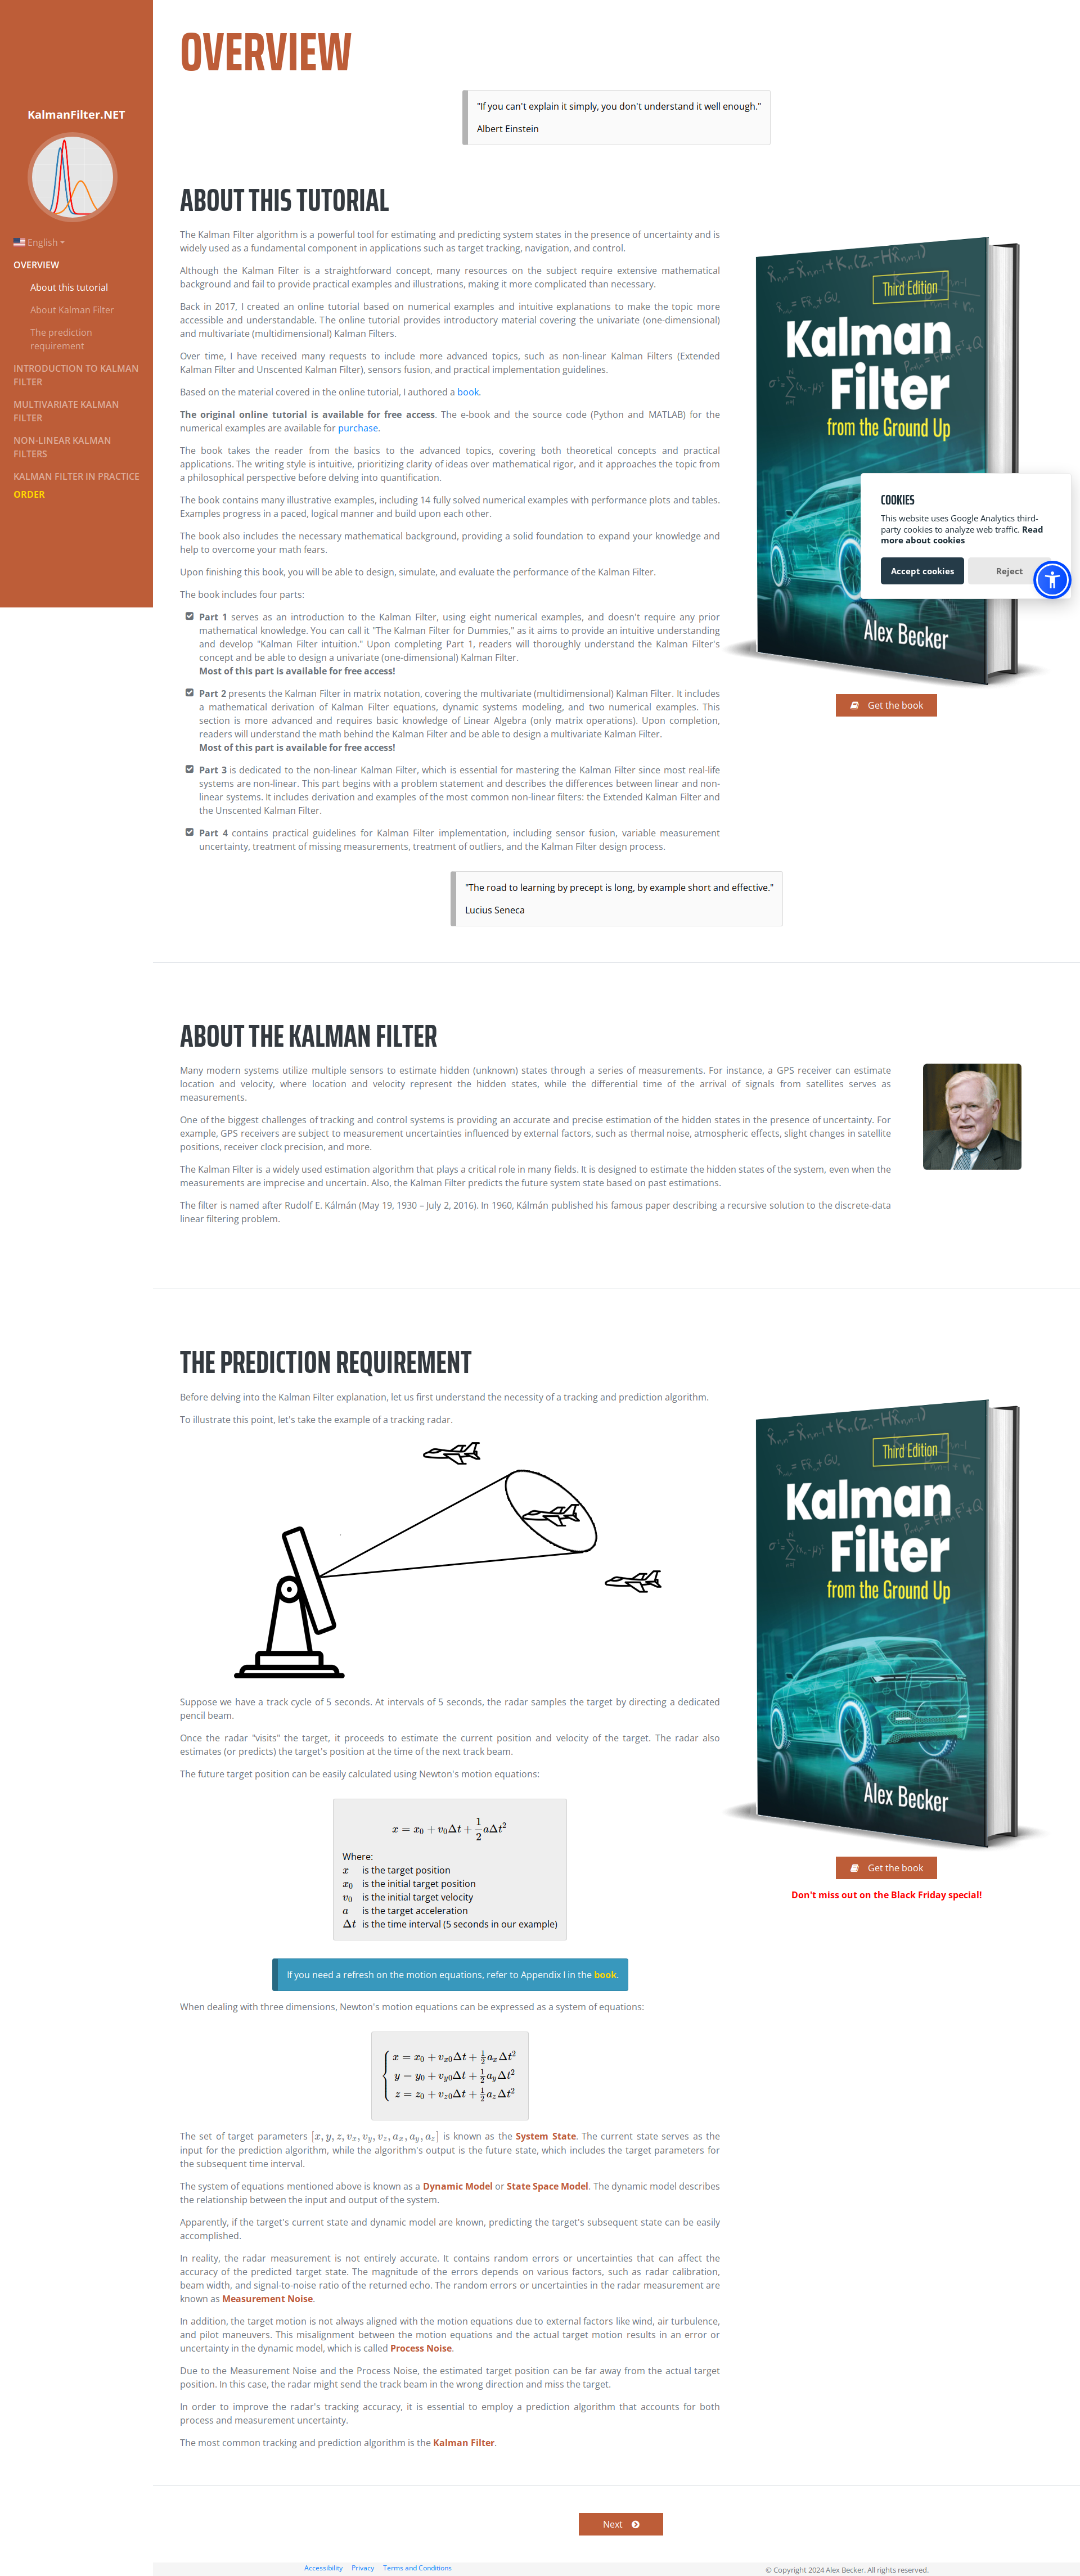 KalmanFilter.NET
English
OVERVIEW
About this tutorial
About Kalman Filter
The prediction
requirement
INTRODUCTION TO KALMAN
FILTER
MULTIVARIATE KALMAN
FILTER
NON-LINEAR KALMAN
FILTERS
KALMAN FILTER IN PRACTICE
ORDER
OVERVIEW
"If you can't explain it simply, you don't understand it well enough."
Albert Einstein
ABOUT THIS TUTORIAL
The Kalman Filter algorithm is a powerful tool for estimating and predicting system states in the presence of uncertainty and is
widely used as a fundamental component in applications such as target tracking, navigation, and control.
Although the Kalman Filter is a straightforward concept, many resources on the subject require extensive mathematical
background and fail to provide practical examples and illustrations, making it more complicated than necessary.
Back in 2017, I created an online tutorial based on numerical examples and intuitive explanations to make the topic more
accessible and understandable. The online tutorial provides introductory material covering the univariate (one-dimensional)
and multivariate (multidimensional) Kalman Filters.
Over time, I have received many requests to include more advanced topics, such as non-linear Kalman Filters (Extended
Kalman Filter and Unscented Kalman Filter), sensors fusion, and practical implementation guidelines.
Based on the material covered in the online tutorial, I authored a book.
The original online tutorial is available for free access. The e-book and the source code (Python and MATLAB) for the
numerical examples are available for purchase.
The book takes the reader from the basics to the advanced topics, covering both theoretical concepts and practical
applications. The writing style is intuitive, prioritizing clarity of ideas over mathematical rigor, and it approaches the topic from
a philosophical perspective before delving into quantification.
The book contains many illustrative examples, including 14 fully solved numerical examples with performance plots and tables.
Examples progress in a paced, logical manner and build upon each other.
The book also includes the necessary mathematical background, providing a solid foundation to expand your knowledge and
help to overcome your math fears.
Upon finishing this book, you will be able to design, simulate, and evaluate the performance of the Kalman Filter.
The book includes four parts:
Part 1 serves as an introduction to the Kalman Filter, using eight numerical examples, and doesn't require any prior
mathematical knowledge. You can call it "The Kalman Filter for Dummies," as it aims to provide an intuitive understanding
and develop "Kalman Filter intuition." Upon completing Part 1, readers will thoroughly understand the Kalman Filter's
concept and be able to design a univariate (one-dimensional) Kalman Filter.
Most of this part is available for free access!
Part 2 presents the Kalman Filter in matrix notation, covering the multivariate (multidimensional) Kalman Filter. It includes
a mathematical derivation of Kalman Filter equations, dynamic systems modeling, and two numerical examples. This
section is more advanced and requires basic knowledge of Linear Algebra (only matrix operations). Upon completion,
readers will understand the math behind the Kalman Filter and be able to design a multivariate Kalman Filter.
Most of this part is available for free access!
Part 3 is dedicated to the non-linear Kalman Filter, which is essential for mastering the Kalman Filter since most real-life
systems are non-linear. This part begins with a problem statement and describes the differences between linear and non-
linear systems. It includes derivation and examples of the most common non-linear filters: the Extended Kalman Filter and
the Unscented Kalman Filter.
Part 4 contains practical guidelines for Kalman Filter implementation, including sensor fusion, variable measurement
uncertainty, treatment of missing measurements, treatment of outliers, and the Kalman Filter design process.
Third Edition
Kalman
Filter
from the Ground Up
Alex Becker
COOKIES
This website uses Google Analytics third-
party cookies to analyze web traffic. Read
more about cookies
Accept cookies
Reject
Get the book
"The road to learning by precept is long, by example short and effective."
Lucius Seneca
ABOUT THE KALMAN FILTER
Many modern systems utilize multiple sensors to estimate hidden (unknown) states through a series of measurements. For instance, a GPS receiver can estimate
location and velocity, where location and velocity represent the hidden states, while the differential time of the arrival of signals from satellites serves as
measurements.
One of the biggest challenges of tracking and control systems is providing an accurate and precise estimation of the hidden states in the presence of uncertainty. For
example, GPS receivers are subject to measurement uncertainties influenced by external factors, such as thermal noise, atmospheric effects, slight changes in satellite
positions, receiver clock precision, and more.
The Kalman Filter is a widely used estimation algorithm that plays a critical role in many fields. It is designed to estimate the hidden states of the system, even when the
measurements are imprecise and uncertain. Also, the Kalman Filter predicts the future system state based on past estimations.
The filter is named after Rudolf E. Kálmán (May 19, 1930 – July 2, 2016). In 1960, Kálmán published his famous paper describing a recursive solution to the discrete-data
linear filtering problem.
THE PREDICTION REQUIREMENT
Before delving into the Kalman Filter explanation, let us first understand the necessity of a tracking and prediction algorithm.
To illustrate this point, let's take the example of a tracking radar.
Suppose we have a track cycle of 5 seconds. At intervals of 5 seconds, the radar samples the target by directing a dedicated
pencil beam.
Once the radar "visits" the target, it proceeds to estimate the current position and velocity of the target. The radar also
estimates (or predicts) the target's position at the time of the next track beam.
The future target position can be easily calculated using Newton's motion equations:
x = x₀ + v₀Δt + 1/2 aΔt²
Where:
x is the target position
x₀ is the initial target position
v₀ is the initial target velocity
a is the target acceleration
Δt is the time interval (5 seconds in our example)
If you need a refresh on the motion equations, refer to Appendix I in the book.
When dealing with three dimensions, Newton's motion equations can be expressed as a system of equations:
x = x₀ + vₓ₀Δt + 1/2 aₓΔt²
y = y₀ + v_y0Δt + 1/2 a_yΔt²
z = z₀ + v_z0Δt + 1/2 a_zΔt²
The set of target parameters [x, y, z, vₓ, v_y, v_z, aₓ, a_y, a_z] is known as the System State. The current state serves as the
input for the prediction algorithm, while the algorithm's output is the future state, which includes the target parameters for
the subsequent time interval.
The system of equations mentioned above is known as a Dynamic Model or State Space Model. The dynamic model describes
the relationship between the input and output of the system.
Apparently, if the target's current state and dynamic model are known, predicting the target's subsequent state can be easily
accomplished.
In reality, the radar measurement is not entirely accurate. It contains random errors or uncertainties that can affect the
accuracy of the predicted target state. The magnitude of the errors depends on various factors, such as radar calibration,
beam width, and signal-to-noise ratio of the returned echo. The random errors or uncertainties in the radar measurement are
known as Measurement Noise.
In addition, the target motion is not always aligned with the motion equations due to external factors like wind, air turbulence,
and pilot maneuvers. This misalignment between the motion equations and the actual target motion results in an error or
uncertainty in the dynamic model, which is called Process Noise.
Due to the Measurement Noise and the Process Noise, the estimated target position can be far away from the actual target
position. In this case, the radar might send the track beam in the wrong direction and miss the target.
In order to improve the radar's tracking accuracy, it is essential to employ a prediction algorithm that accounts for both
process and measurement uncertainty.
The most common tracking and prediction algorithm is the Kalman Filter.
Third Edition
Kalman
Filter
from the Ground Up
Alex Becker
Get the book
Don't miss out on the Black Friday special!
Next
Accessibility Privacy Terms and Conditions
© Copyright 2024 Alex Becker. All rights reserved.